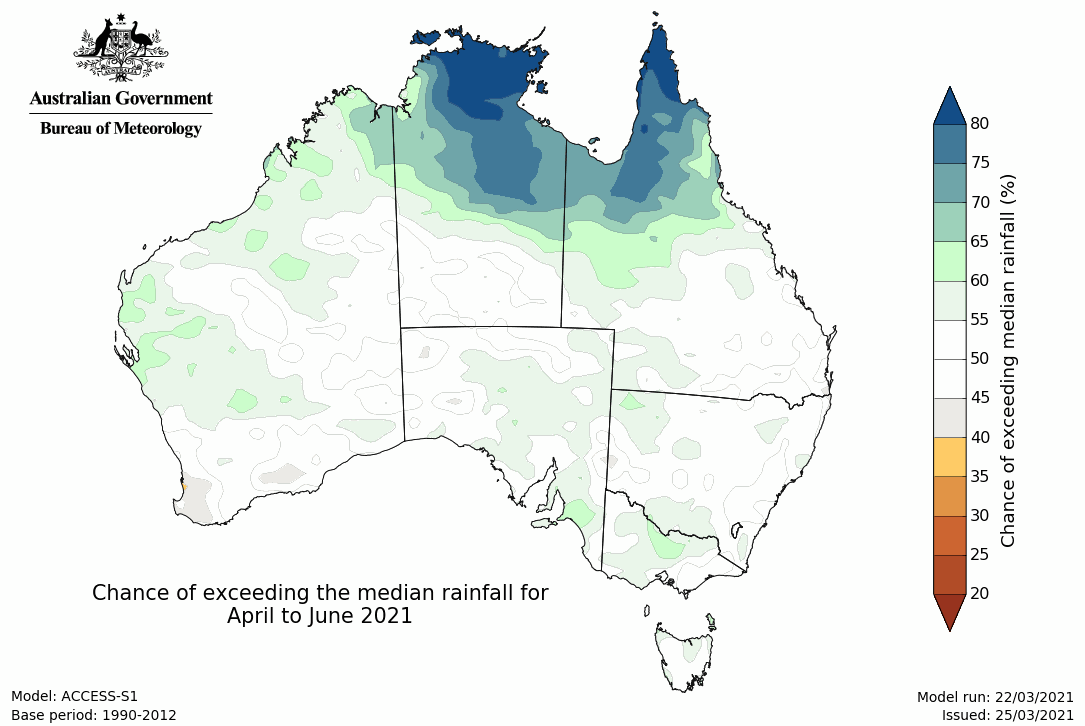 Australian Government
Bureau of Meteorology
80
75
70
65
60
55
50
45
40
35
30
25
20
Chance of exceeding median rainfall (%)
Chance of exceeding the median rainfall for
April to June 2021
Model: ACCESS-S1
Base period: 1990-2012
Model run: 22/03/2021
Issued: 25/03/2021